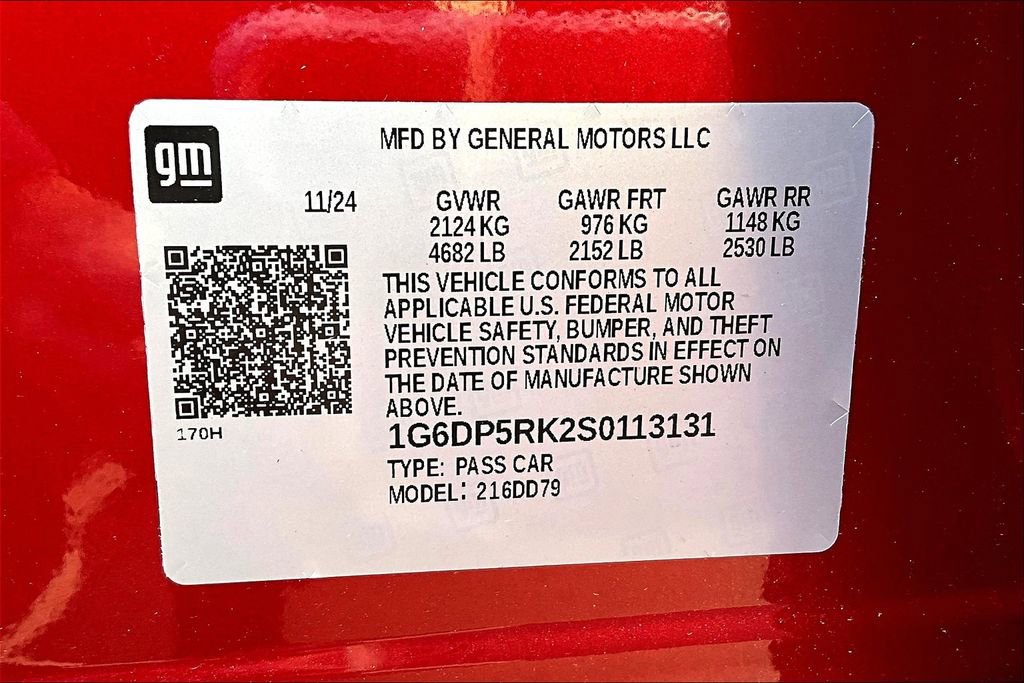 gm
MFD BY GENERAL MOTORS LLC
11/24 GVWR GAWR FRT GAWR RR
2124 KG 976 KG 1148 KG
4682 LB 2152 LB 2530 LB
THIS VEHICLE CONFORMS TO ALL
APPLICABLE U.S. FEDERAL MOTOR
VEHICLE SAFETY, BUMPER, AND THEFT
PREVENTION STANDARDS IN EFFECT ON
THE DATE OF MANUFACTURE SHOWN
ABOVE.
170H
1G6DP5RK2S0113131
TYPE: PASS CAR
MODEL: 216DD79